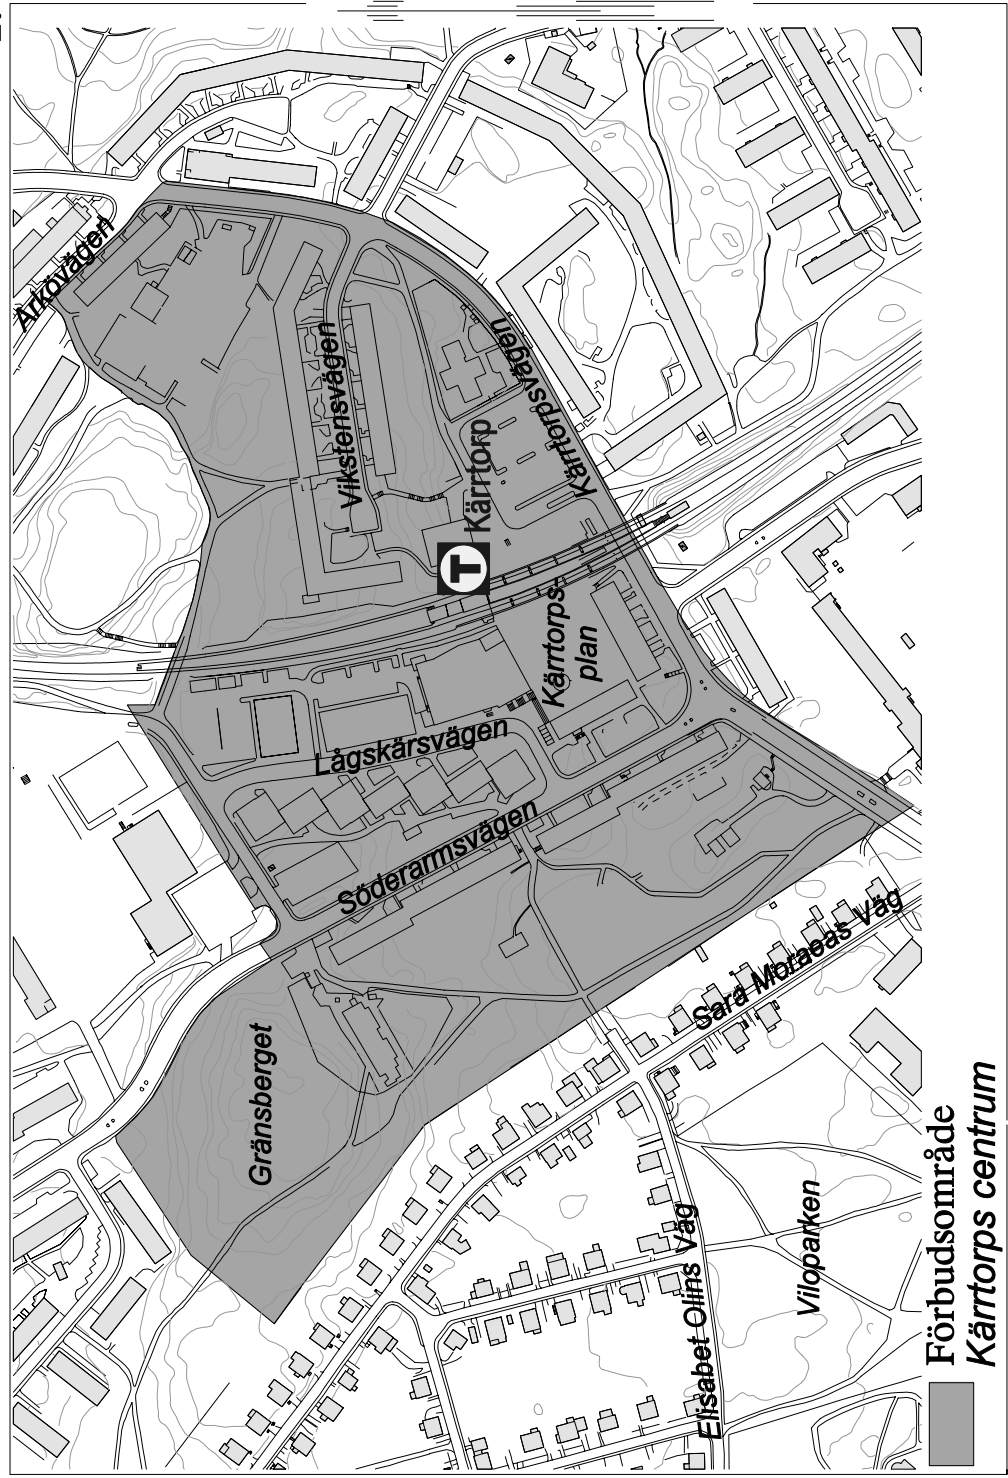 Arkövägen
Vikstensvägen
Kärrtorpsvägen
T Kärrtorp
Kärrtorps-
plan
Lågskärsvägen
Söderarmsvägen
Sara Moraeas Väg
Gränsberget
Elisabet Olins Väg
Viloparken
Förbudsområde
Kärrtorps centrum